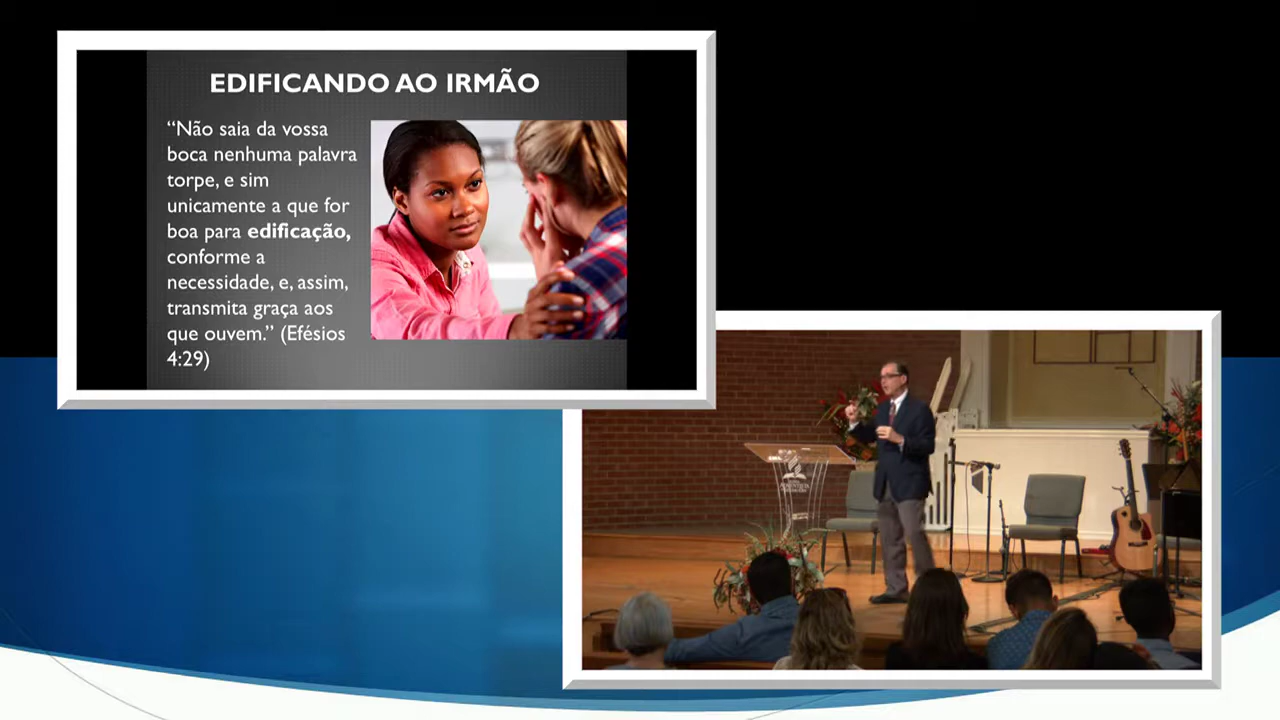 EDIFICANDO AO IRMÃO
“Não saia da vossa
boca nenhuma palavra
torpe, e sim
unicamente a que for
boa para edificação,
conforme a
necessidade, e, assim,
transmita graça aos
que ouvem.” (Efésios
4:29)